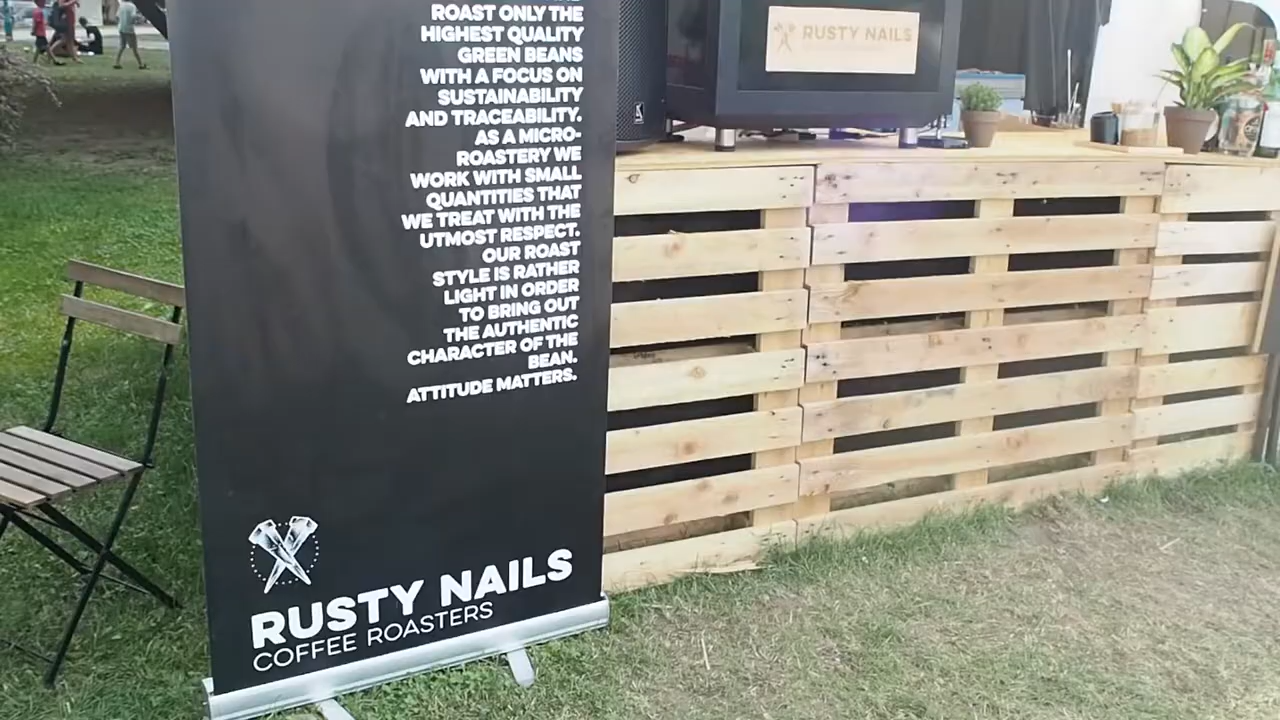 ROAST ONLY THE
HIGHEST QUALITY
GREEN BEANS
WITH A FOCUS ON
SUSTAINABILITY
AND TRACEABILITY.
AS A MICRO-
ROASTERY WE
WORK WITH SMALL
QUANTITIES THAT
WE TREAT WITH THE
UTMOST RESPECT.
OUR ROAST
STYLE IS RATHER
LIGHT IN ORDER
TO BRING OUT
THE AUTHENTIC
CHARACTER OF THE
BEAN.
ATTITUDE MATTERS.
RUSTY NAILS
COFFEE ROASTERS
RUSTY NAILS